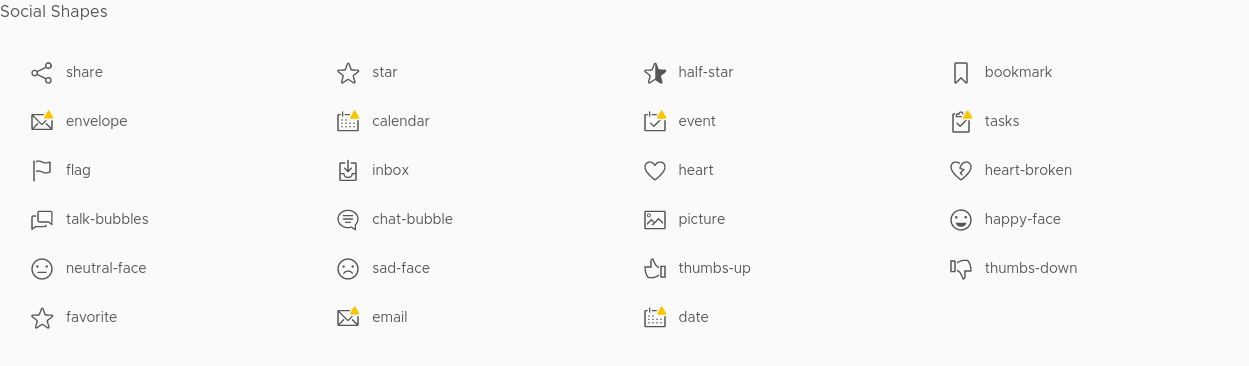 Social Shapes
share
star
half-star
bookmark
envelope
calendar
event
tasks
flag
inbox
heart
heart-broken
talk-bubbles
chat-bubble
picture
happy-face
neutral-face
sad-face
thumbs-up
thumbs-down
favorite
email
date